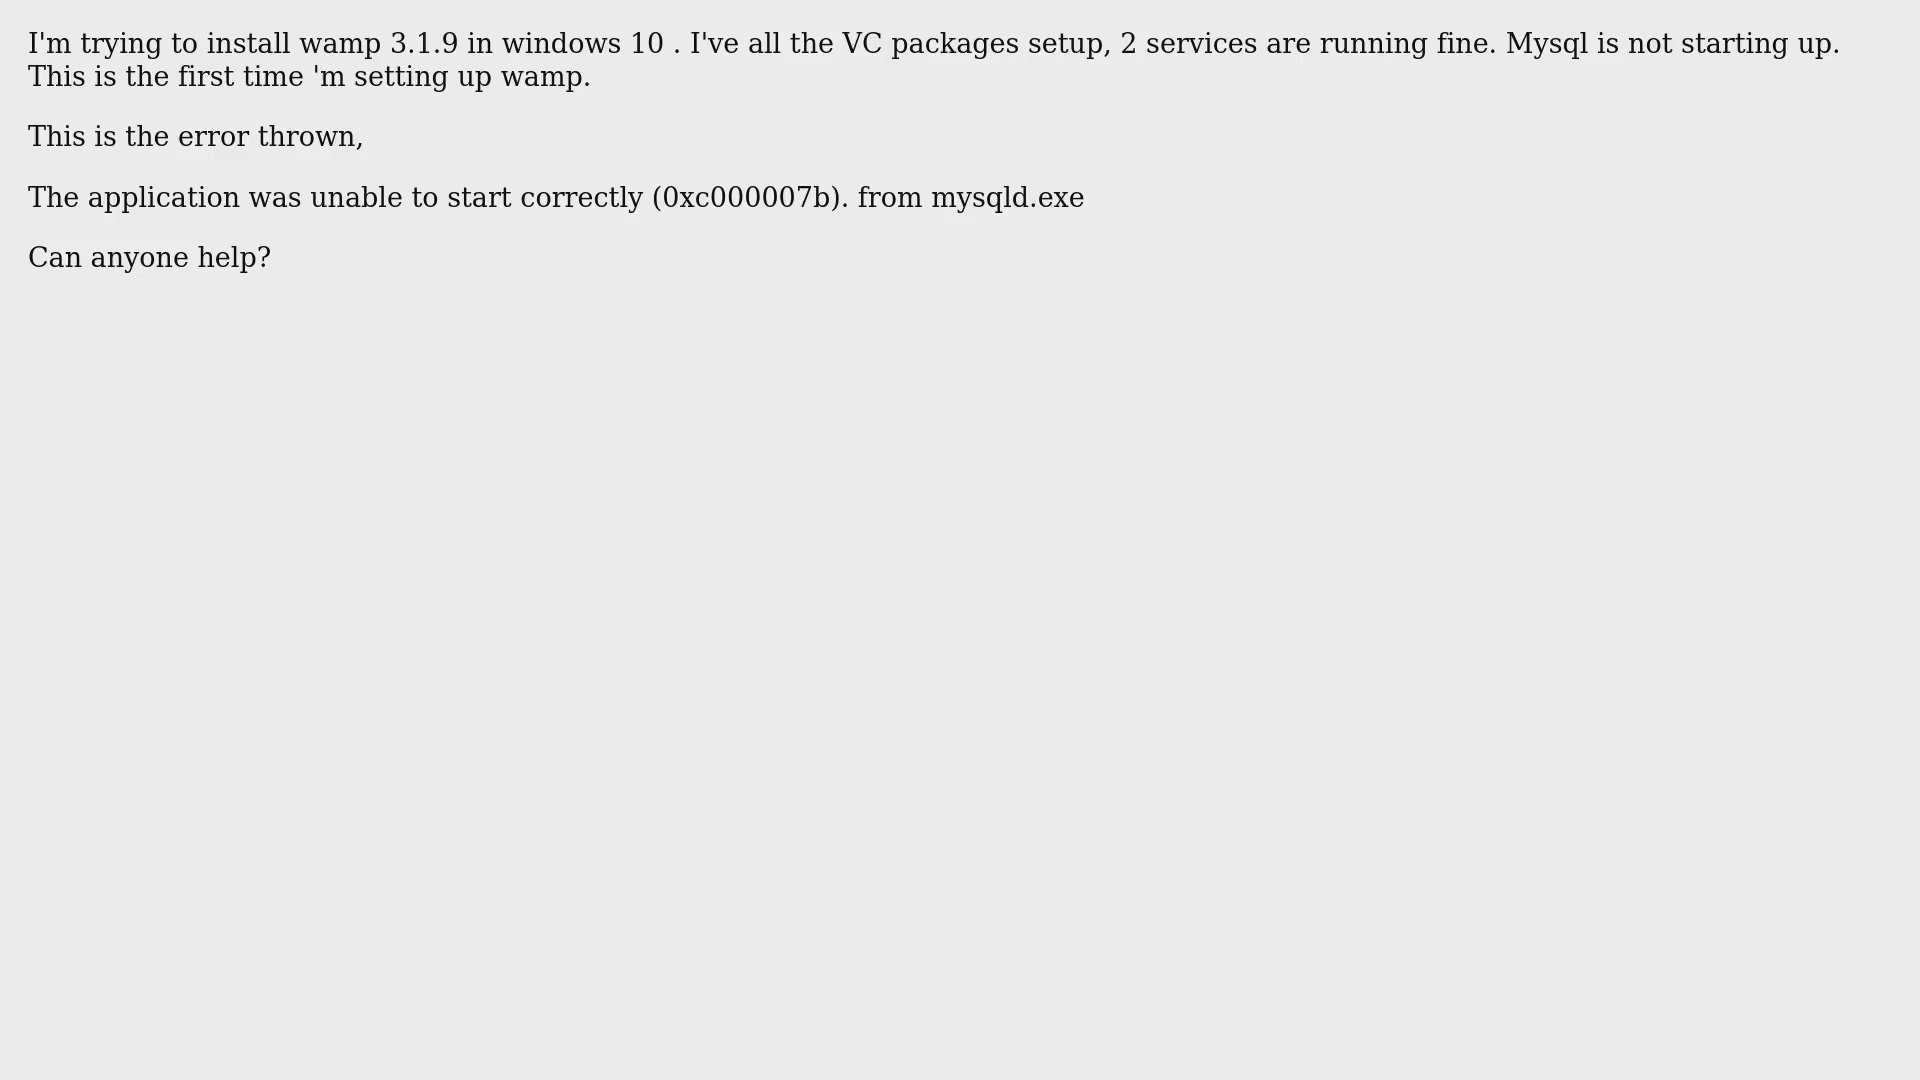 I'm trying to install wamp 3.1.9 in windows 10 . I've all the VC packages setup, 2 services are running fine. Mysql is not starting up.
This is the first time 'm setting up wamp.
This is the error thrown,
The application was unable to start correctly (0xc000007b). from mysqld.exe
Can anyone help?